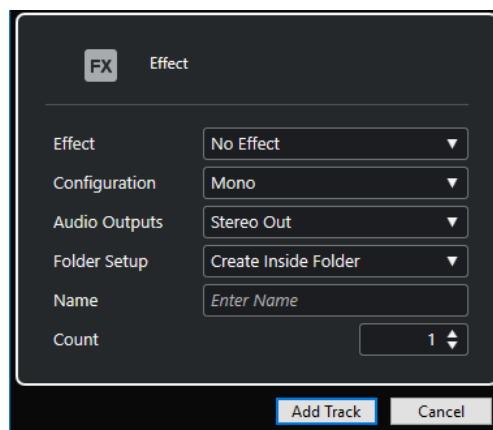 FX Effect
Effect No Effect
Configuration Mono
Audio Outputs Stereo Out
Folder Setup Create Inside Folder
Name Enter Name
Count 1
Add Track Cancel